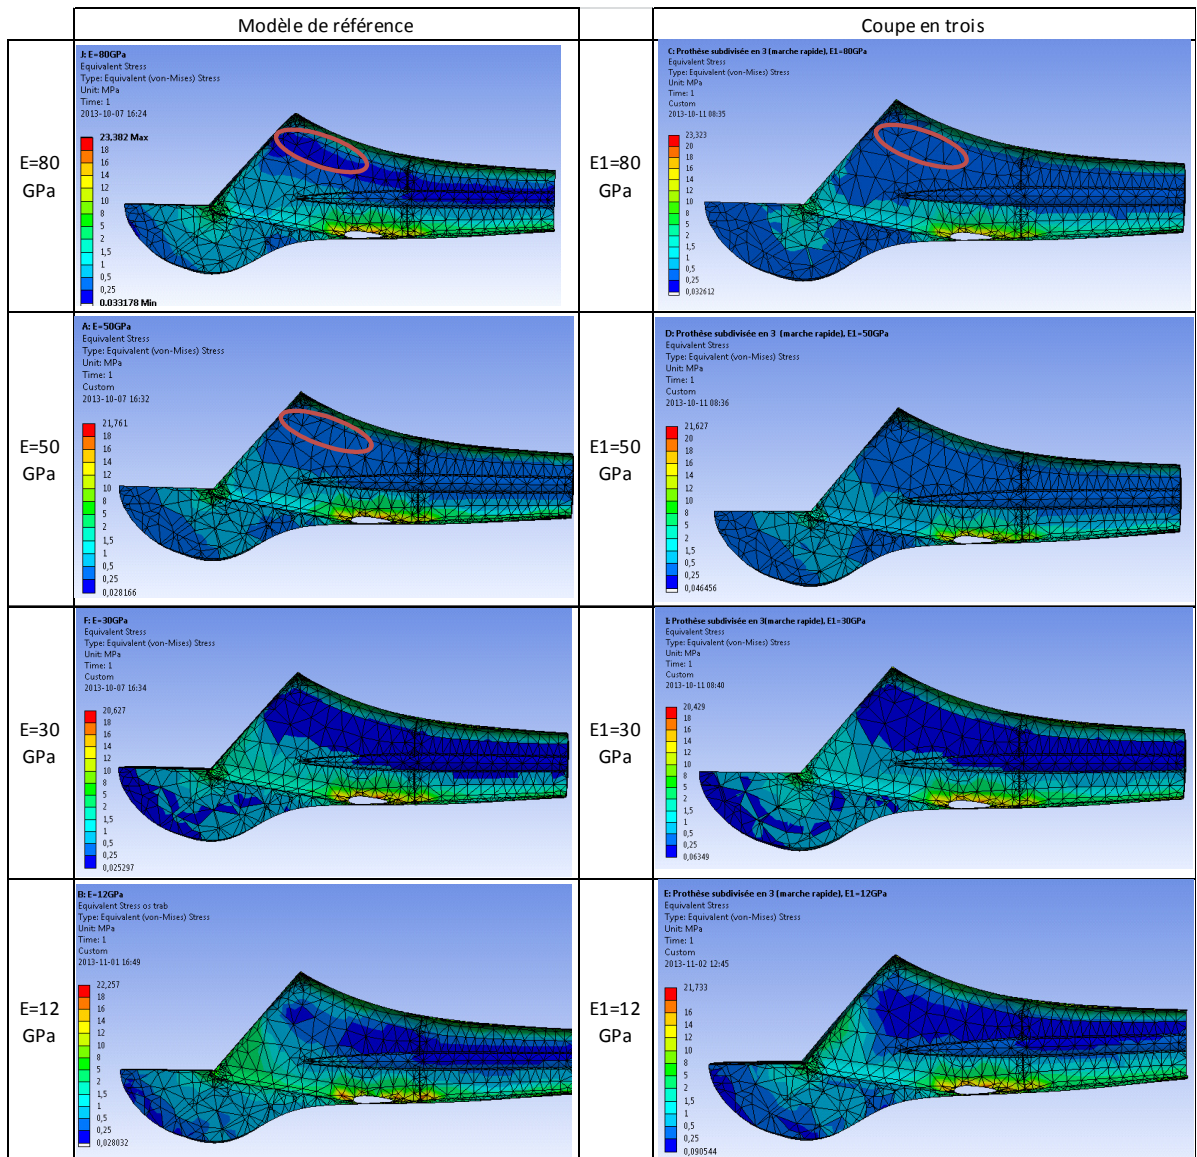 Modèle de référence
Coupe en trois
E=80
GPa
J: E=80GPa
Equivalent Stress
Type: Equivalent (von-Mises) Stress
Unit: MPa
Time: 1
2013-10-07 16:24
23,382 Max
18
16
14
12
10
8
5
2
1,5
1
0,5
0,25
0,033178 Min
E1=80
GPa
C: Prothèse subdivisée en 3 (marche rapide), E1=80GPa
Equivalent Stress
Type: Equivalent (von-Mises) Stress
Unit: MPa
Time: 1
Custom
2013-10-11 08:35
23,323
20
18
16
14
12
10
8
5
2
1,5
1
0,5
0,25
0,032612
E=50
GPa
A: E=50GPa
Equivalent Stress
Type: Equivalent (von-Mises) Stress
Unit: MPa
Time: 1
Custom
2013-10-07 16:32
21,761
18
16
14
12
10
8
5
2
1,5
1
0,5
0,25
0,028166
E1=50
GPa
D: Prothèse subdivisée en 3 (marche rapide), E1=50GPa
Equivalent Stress
Type: Equivalent (von-Mises) Stress
Unit: MPa
Time: 1
Custom
2013-10-11 08:36
21,627
20
18
16
14
12
10
8
5
2
1,5
0,5
0,25
0,046456
E=30
GPa
F: E=30GPa
Equivalent Stress
Type: Equivalent (von-Mises) Stress
Unit: MPa
Time: 1
Custom
2013-10-07 16:34
20,627
18
16
14
12
10
8
5
2
1,5
1
0,5
0,25
0,025297
E1=30
GPa
I: Prothèse subdivisée en 3(marche rapide), E1=30GPa
Equivalent Stress
Type: Equivalent (von-Mises) Stress
Unit: MPa
Time: 1
Custom
2013-10-11 08:40
20,429
18
16
14
12
10
8
5
2
1,5
1
0,5
0,25
0,06349
E=12
GPa
B: E=12GPa
Equivalent Stress os trab
Type: Equivalent (von-Mises) Stress
Unit: MPa
Time: 1
Custom
2013-11-01 16:49
22,257
18
16
14
12
10
8
5
2
1,5
1
0,5
0,25
0,028032
E1=12
GPa
E: Prothèse subdivisée en 3 (marche rapide), E1=12GPa
Equivalent Stress
Type: Equivalent (von-Mises) Stress
Unit: MPa
Time: 1
Custom
2013-11-02 12:45
21,733
16
14
12
10
8
5
2
1,5
1
0,5
0,25
0,090544